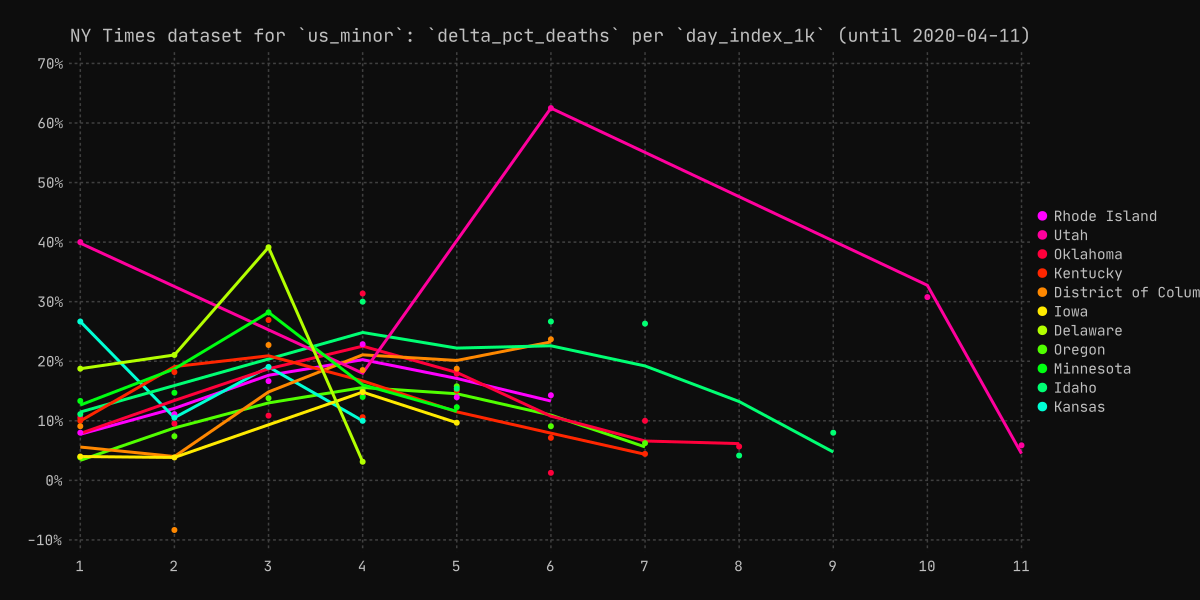 NY Times dataset for `us_minor`: `delta_pct_deaths` per `day_index_1k` (until 2020-04-11)
70%
60%
50%
40%
30%
20%
10%
0%
-10%
1 2 3 4 5 6 7 8 9 10 11
Rhode Island
Utah
Oklahoma
Kentucky
District of Colum
Iowa
Delaware
Oregon
Minnesota
Idaho
Kansas